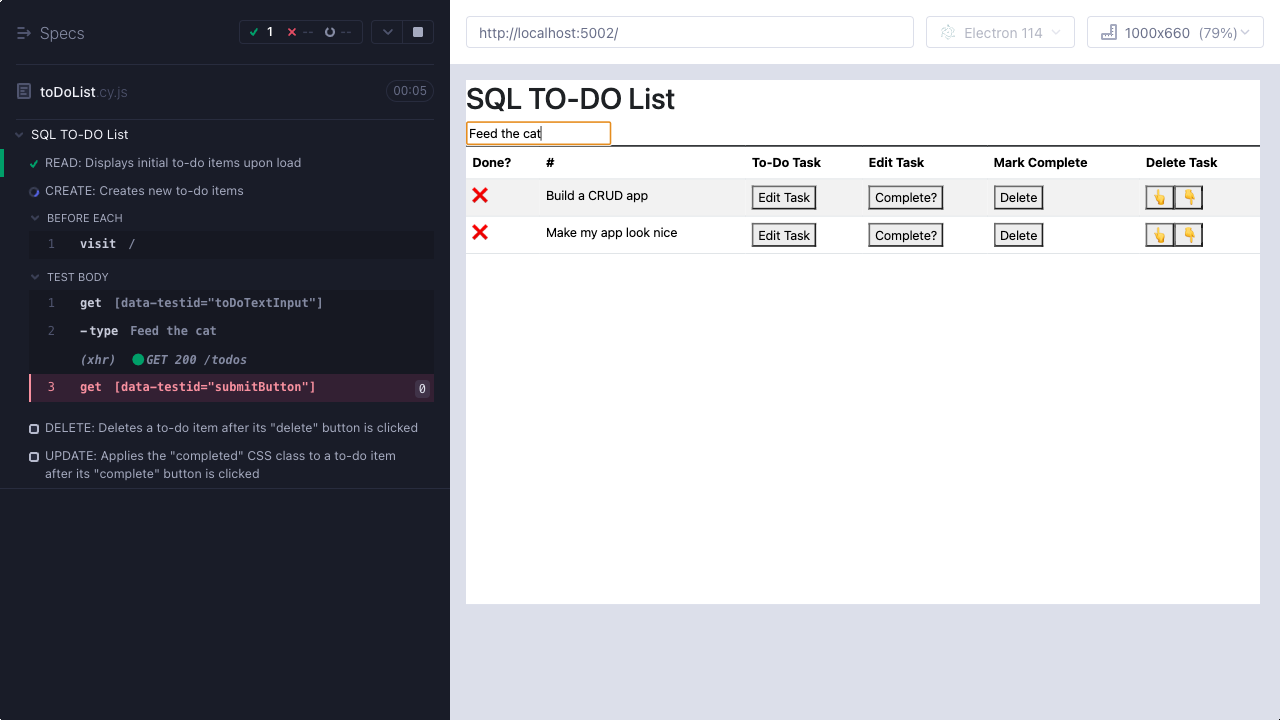 Specs
1
--
--
toDoList.cy.js
00:05
SQL TO-DO List
READ: Displays initial to-do items upon load
CREATE: Creates new to-do items
BEFORE EACH
1 visit /
TEST BODY
1 get [data-testid="toDoTextInput"]
2 -type Feed the cat
(xhr) GET 200 /todos
3 get [data-testid="submitButton"] 0
DELETE: Deletes a to-do item after its "delete" button is clicked
UPDATE: Applies the "completed" CSS class to a to-do item
after its "complete" button is clicked
http://localhost:5002/
Electron 114
1000x660 (79%)
SQL TO-DO List
Feed the cat
Done? # To-Do Task Edit Task Mark Complete Delete Task
Build a CRUD app Edit Task Complete? Delete
Make my app look nice Edit Task Complete? Delete